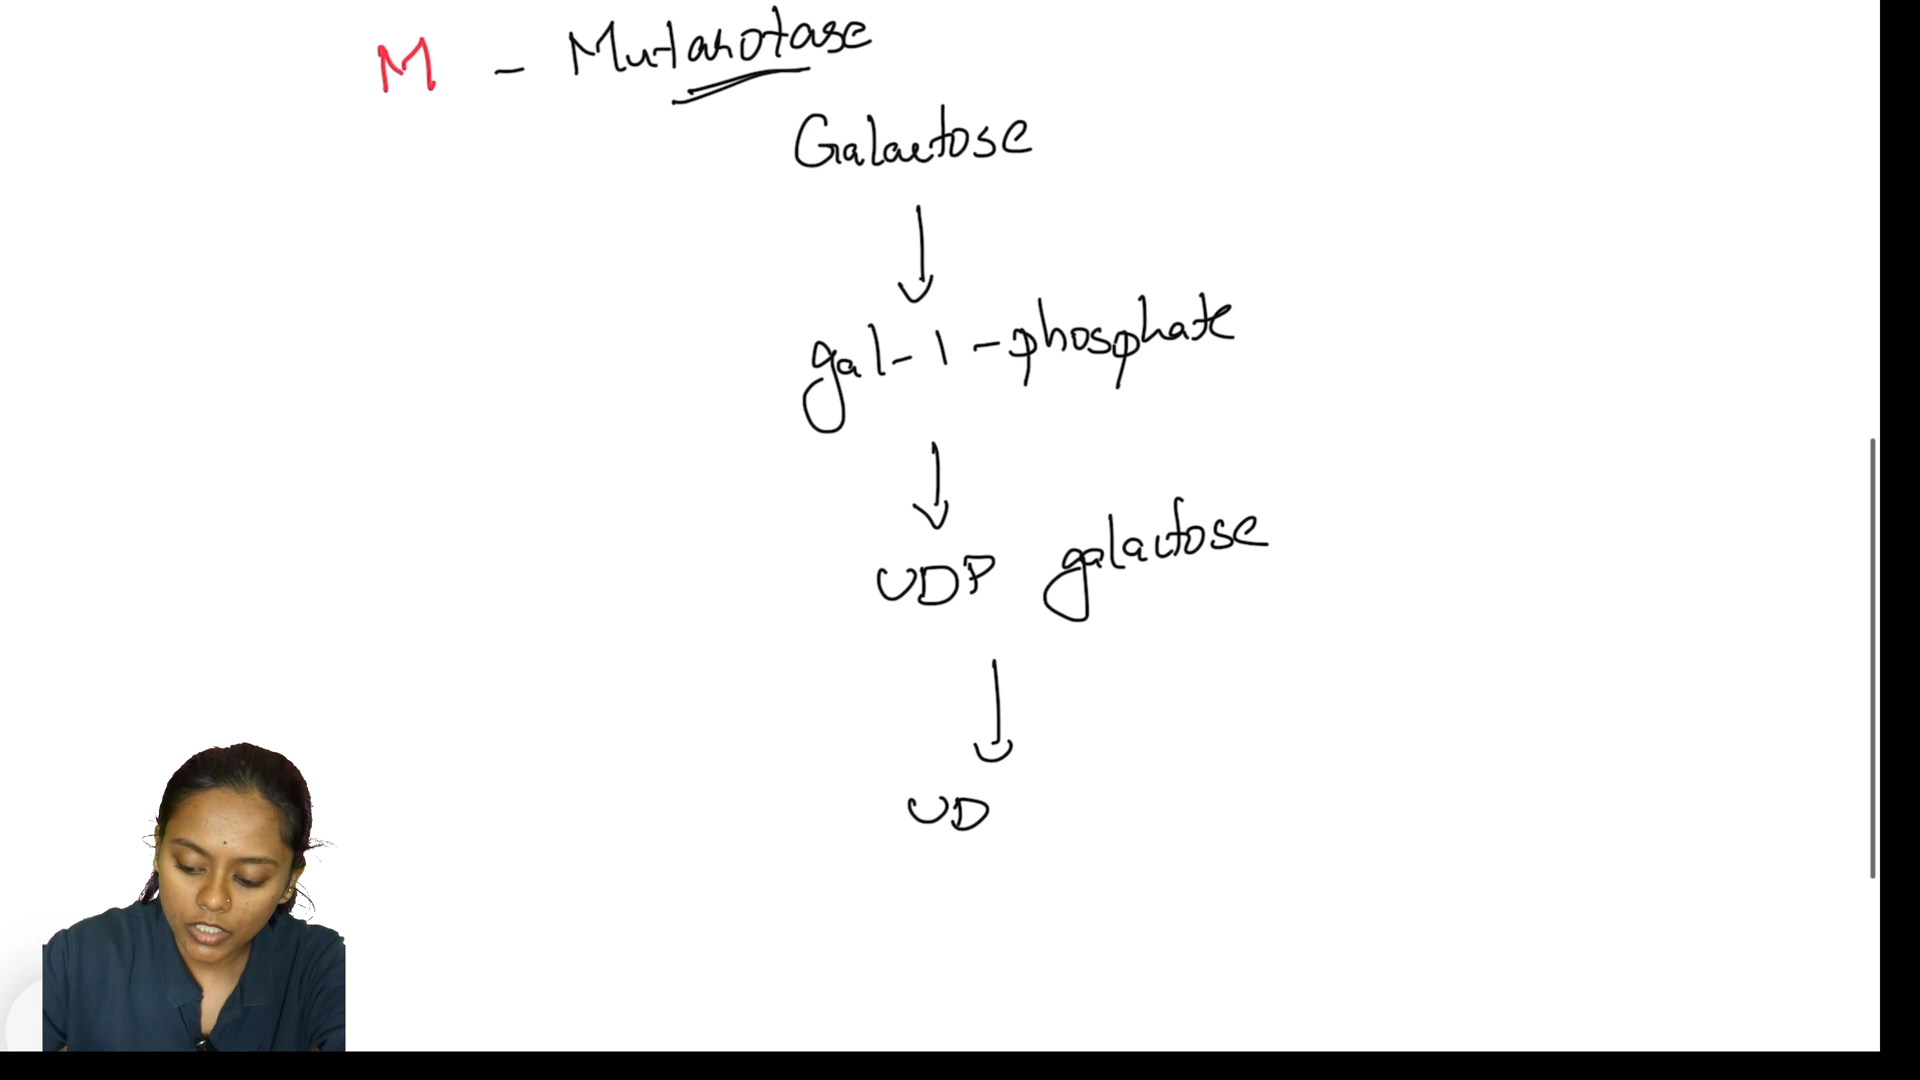 M - Mutarotase
Galactose
gal-1-phosphate
UDP galactose
UD